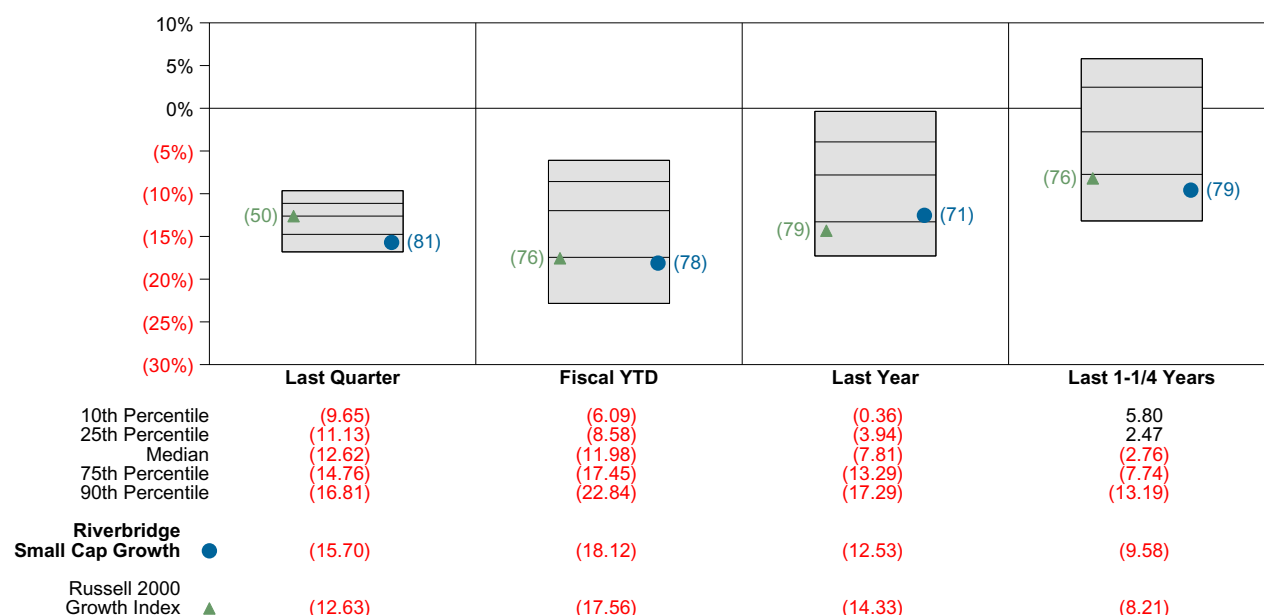 10%
5%
0%
(5%)
(10%)
(15%)
(20%)
(25%)
(30%)
(50)
(81)
(76)
(78)
(79)
(71)
(76)
(79)
Last Quarter Fiscal YTD Last Year Last 1-1/4 Years
10th Percentile (9.65) (6.09) (0.36) 5.80
25th Percentile (11.13) (8.58) (3.94) 2.47
Median (12.62) (11.98) (7.81) (2.76)
75th Percentile (14.76) (17.45) (13.29) (7.74)
90th Percentile (16.81) (22.84) (17.29) (13.19)
Riverbridge
Small Cap Growth (15.70) (18.12) (12.53) (9.58)
Russell 2000
Growth Index (12.63) (17.56) (14.33) (8.21)